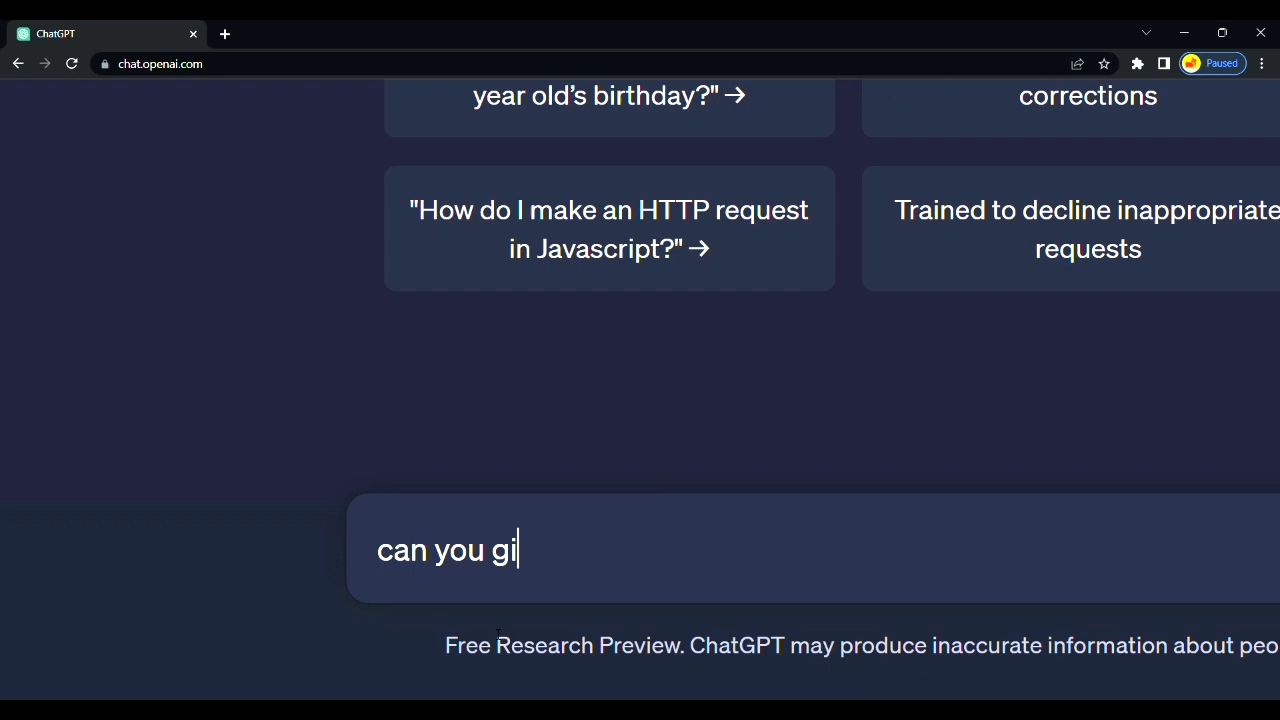 ChatGPT
chat.openai.com
Paused
year old's birthday?" →
corrections
"How do I make an HTTP request
in Javascript?" →
Trained to decline inappropriate
requests
can you gi
Free Research Preview. ChatGPT may produce inaccurate information about peo